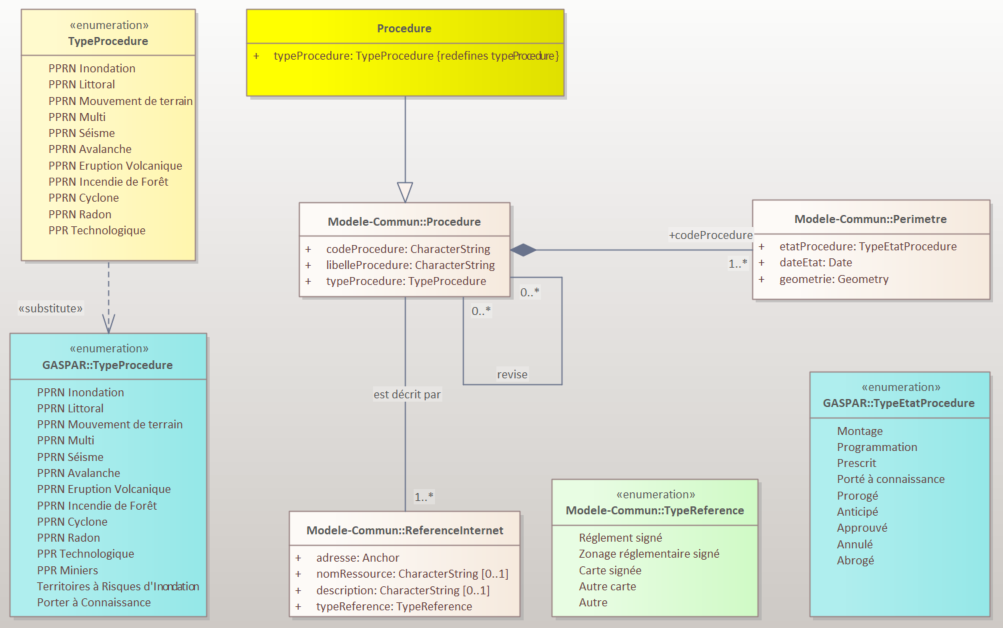 «enumeration»
TypeProcedure
PPRN Inondation
PPRN Littoral
PPRN Mouvement de terrain
PPRN Multi
PPRN Séisme
PPRN Avalanche
PPRN Eruption Volcanique
PPRN Incendie de Forêt
PPRN Cyclone
PPRN Radon
PPR Technologique
Procedure
+ typeProcedure: TypeProcedure {redefines typeProcedure}
Modele-Commun::Procedure
+ codeProcedure: CharacterString
+ libelleProcedure: CharacterString
+ typeProcedure: TypeProcedure
+codeProcedure
1..*
Modele-Commun::Perimetre
+ etatProcedure: TypeEtatProcedure
+ dateEtat: Date
+ geometrie: Geometry
0..*
0..*
revise
«substitute»
«enumeration»
GASPAR::TypeProcedure
PPRN Inondation
PPRN Littoral
PPRN Mouvement de terrain
PPRN Multi
PPRN Séisme
PPRN Avalanche
PPRN Eruption Volcanique
PPRN Incendie de Forêt
PPRN Cyclone
PPRN Radon
PPR Technologique
PPR Miniers
Territoires à Risques d'Inondation
Porter à Connaissance
est décrit par
1..*
Modele-Commun::ReferenceInternet
+ adresse: Anchor
+ nomRessource: CharacterString [0..1]
+ description: CharacterString [0..1]
+ typeReference: TypeReference
«enumeration»
Modele-Commun::TypeReference
Réglement signé
Zonage réglementaire signé
Carte signée
Autre carte
Autre
«enumeration»
GASPAR::TypeEtatProcedure
Montage
Programmation
Prescrit
Porté à connaissance
Prorogé
Anticipé
Approuvé
Annulé
Abrogé